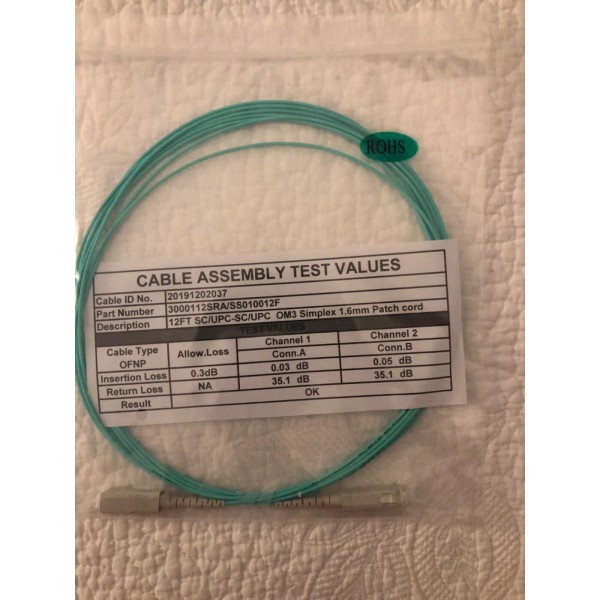 ROHS
CABLE ASSEMBLY TEST VALUES
Cable ID No. 20191202037
Part Number 3000112SRA/SS010012F
Description 12FT SC/UPC-SC/UPC OM3 Simplex 1.6mm Patch cord
TEST VALUES
Cable Type Allow.Loss Channel 1 Channel 2
OFNP Conn.A Conn.B
Insertion Loss 0.3dB 0.03 dB 0.05 dB
Return Loss NA 35.1 dB 35.1 dB
Result OK